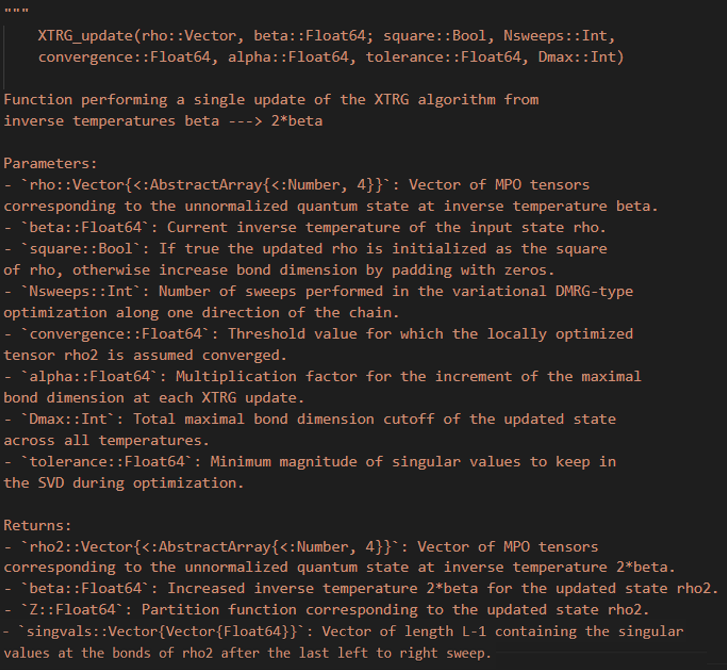 """
XTRG_update(rho::Vector, beta::Float64; square::Bool, Nsweeps::Int,
convergence::Float64, alpha::Float64, tolerance::Float64, Dmax::Int)
Function performing a single update of the XTRG algorithm from
inverse temperatures beta ---> 2*beta
Parameters:
- `rho::Vector{<:AbstractArray{<:Number, 4}}`: Vector of MPO tensors
corresponding to the unnormalized quantum state at inverse temperature beta.
- `beta::Float64`: Current inverse temperature of the input state rho.
- `square::Bool`: If true the updated rho is initialized as the square
of rho, otherwise increase bond dimension by padding with zeros.
- `Nsweeps::Int`: Number of sweeps performed in the variational DMRG-type
optimization along one direction of the chain.
- `convergence::Float64`: Threshold value for which the locally optimized
tensor rho2 is assumed converged.
- `alpha::Float64`: Multiplication factor for the increment of the maximal
bond dimension at each XTRG update.
- `Dmax::Int`: Total maximal bond dimension cutoff of the updated state
across all temperatures.
- `tolerance::Float64`: Minimum magnitude of singular values to keep in
the SVD during optimization.
Returns:
- `rho2::Vector{<:AbstractArray{<:Number, 4}}`: Vector of MPO tensors
corresponding to the unnormalized quantum state at inverse temperature 2*beta.
- `beta::Float64`: Increased inverse temperature 2*beta for the updated state rho2.
- `Z::Float64`: Partition function corresponding to the updated state rho2.
- `singvals::Vector{Vector{Float64}}`: Vector of length L-1 containing the singular
values at the bonds of rho2 after the last left to right sweep.